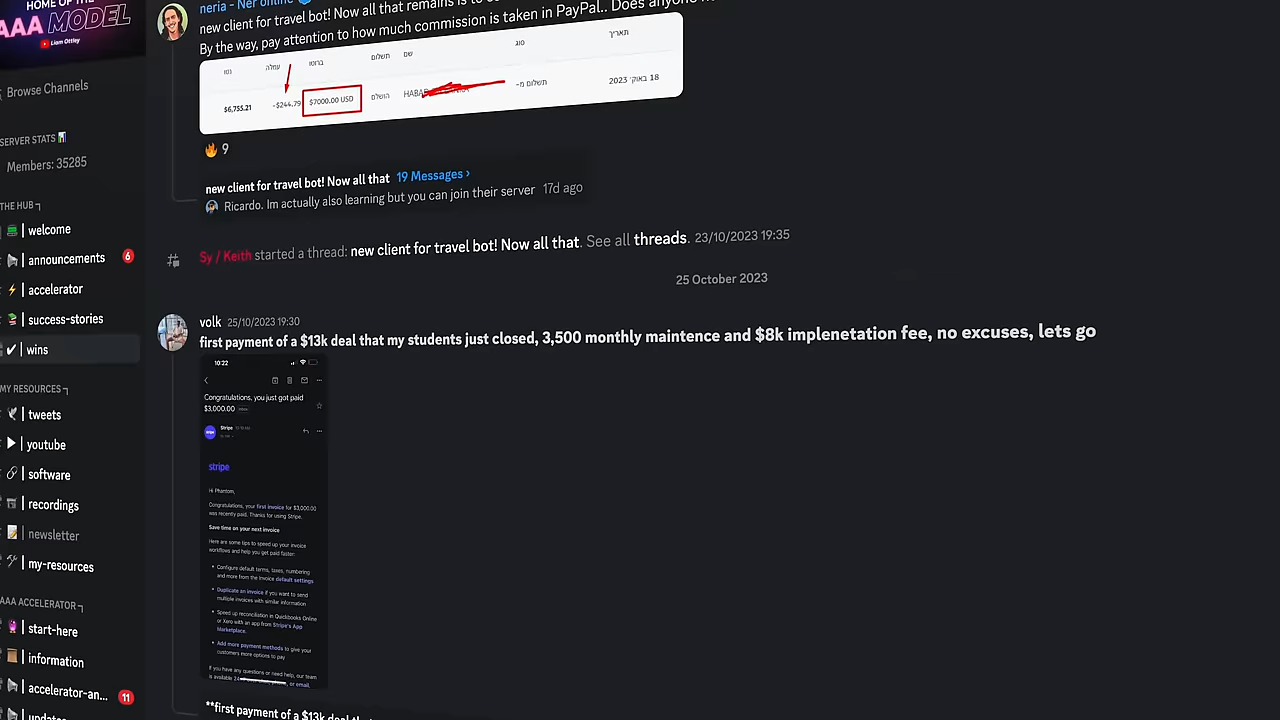 HOME OF THE
AAA MODEL
Liam Ottley
Browse Channels
SERVER STATS
Members: 35285
THE HUB
welcome
announcements
6
accelerator
success-stories
wins
MY RESOURCES
tweets
youtube
software
recordings
newsletter
my-resources
AAA ACCELERATOR
start-here
information
accelerator-an...
11
updates
neria - Ner online
new client for travel bot! Now all that remains is to
By the way, pay attention to how much commission is taken in PayPal.. Does anyone
תאריך סוג שם תשלום ברוטו עמלה נטו
18 באוק׳ 2023 תשלום מ- הושלם $7000.00 USD -$244.79 $6,755.21
9
new client for travel bot! Now all that 19 Messages ›
Ricardo. Im actually also learning but you can join their server 17d ago
Sy / Keith started a thread: new client for travel bot! Now all that. See all threads. 23/10/2023 19:35
25 October 2023
volk 25/10/2023 19:30
first payment of a $13k deal that my students just closed, 3,500 monthly maintence and $8k implenetation fee, no excuses, lets go
10:22
Congratulations, you just got paid
$3,000.00 Inbox
Stripe
stripe
Hi Phantom,
Congratulations, your first invoice for $3,000.00
was recently paid. Thanks for using Stripe.
Save time on your next invoice
Here are some tips to speed up your invoice
workflows and help you get paid faster:
• Configure default terms, taxes, numbering
and more from the Invoice default settings
• Duplicate an invoice if you want to send
multiple invoices with similar information
• Speed up reconciliation in Quickbooks Online
or Xero with an app from Stripe's App
Marketplace.
• Add more payment methods to give your
customers more options to pay
If you have any questions or need help, our team
is available or email,
**first payment of a $13k deal